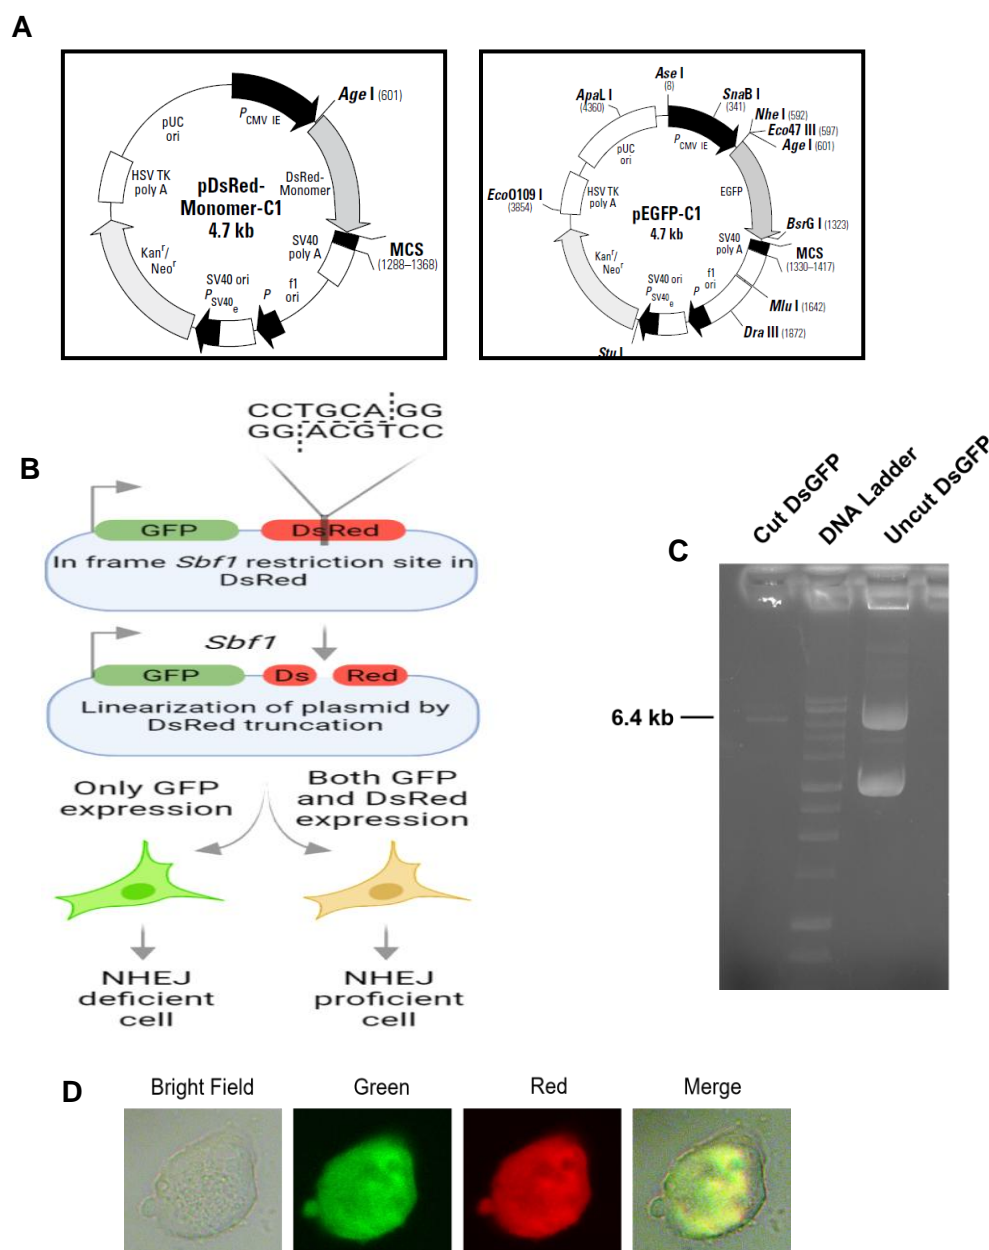 A
Age I (601)
P CMV IE
pUC
ori
HSV TK
poly A
DsRed-
Monomer
pDsRed-
Monomer-C1
4.7 kb
SV40
poly A
MCS
(1288–1368)
Kanr/
Neor
SV40 ori
P SV40e
P
f1
ori
Ase I
(8)
ApaL I
(4360)
SnaB I
(341)
Nhe I (592)
Eco47 III (597)
Age I (601)
P CMV IE
pUC
ori
EGFP
HSV TK
poly A
EcoO109 I
(3854)
pEGFP-C1
4.7 kb
BsrG I (1323)
SV40
poly A
MCS
(1330–1417)
Kanr/
Neor
SV40 ori
P SV40e
P
f1
ori
Mlu I (1642)
Dra III (1872)
Stu I
B
CCTGCA GG
GG ACGTCC
GFP
DsRed
In frame Sbf1 restriction site in
DsRed
Sbf1
GFP
Ds
Red
Linearization of plasmid by
DsRed truncation
Only GFP
expression
Both GFP
and DsRed
expression
NHEJ
deficient
cell
NHEJ
proficient
cell
C
Cut DsGFP
DNA Ladder
Uncut DsGFP
6.4 kb
D
Bright Field
Green
Red
Merge